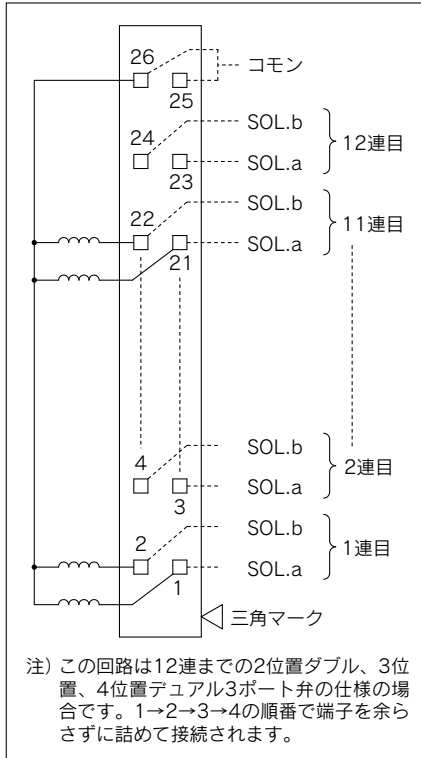 26
コモン
25
24
SOL.b
12連目
SOL.a
23
22
SOL.b
11連目
SOL.a
21
4
SOL.b
2連目
SOL.a
3
2
SOL.b
1連目
SOL.a
1
三角マーク
注）この回路は12連までの2位置ダブル、3位
置、4位置デュアル3ポート弁の仕様の場
合です。1→2→3→4の順番で端子を余ら
さずに詰めて接続されます。